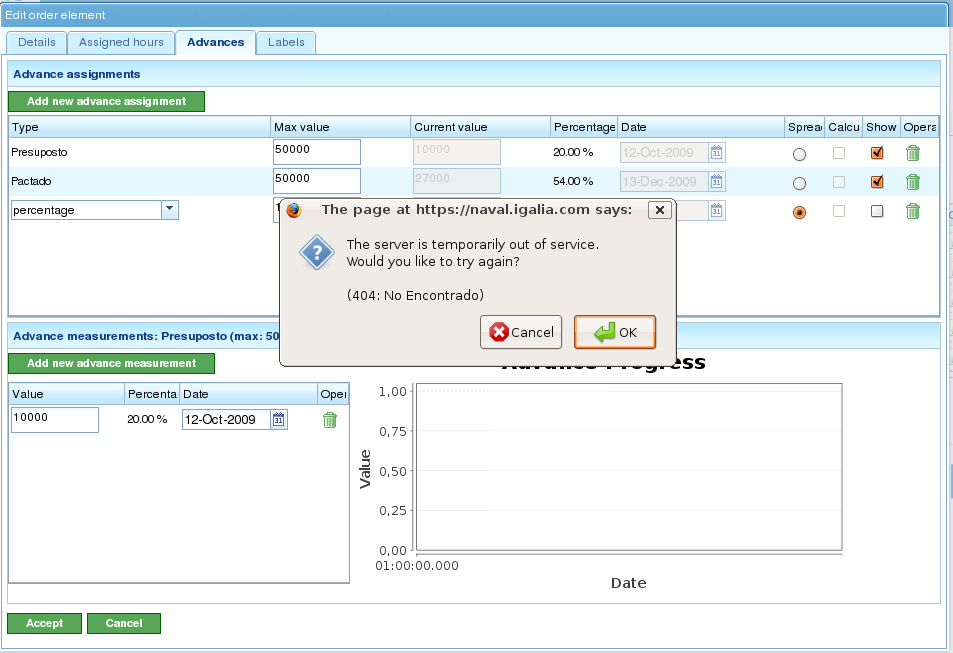 Edit order element
Details Assigned hours Advances Labels
Advance assignments
Add new advance assignment
Type Max value Current value Percentage Date Sprea Calcu Show Opera
Presuposto 50000 10000 20.00 % 12-Oct-2009 31
Pactado 50000 27000 54.00 % 13-Dec-2009 31
percentage 31
The page at https://naval.igalia.com says:
The server is temporarily out of service.
Would you like to try again?
(404: No Encontrado)
Cancel OK
Advance measurements: Presuposto (max: 50
Add new advance measurement
Advance Progress
Value Percenta Date Oper
10000 20.00 % 12-Oct-2009 31
1,00
0,75
0,50
0,25
0,00
Value
01:00:00.000
Date
Accept Cancel